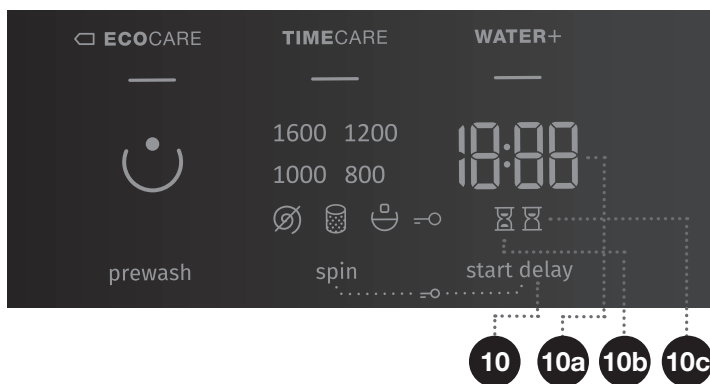 ECOCARE TIMECARE WATER+
1600 1200
18:88
1000 800
prewash spin start delay
10 10a 10b 10c